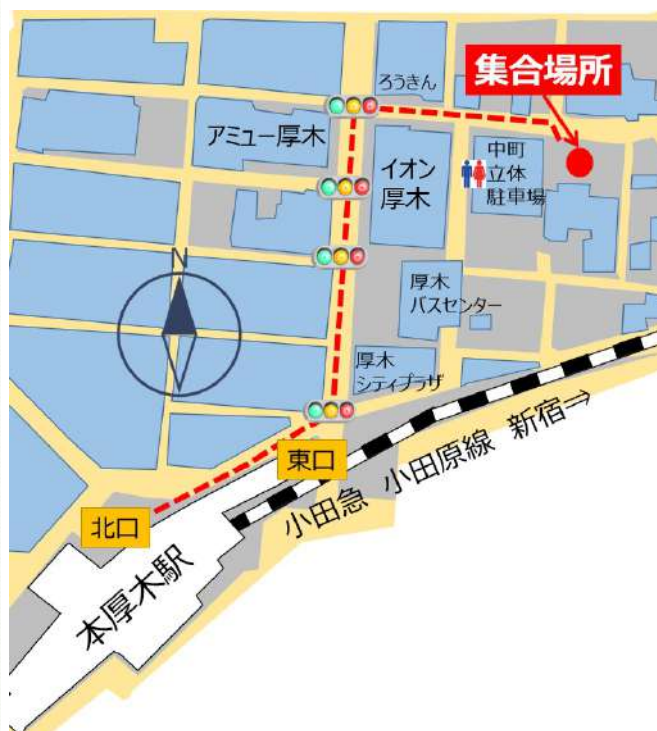 ろうきん
集合場所
アミュー厚木
イオン
厚木
中町
立体
駐車場
N
厚木
バスセンター
厚木
シティプラザ
東口
小田急 小田原線 新宿→
北口
本厚木駅